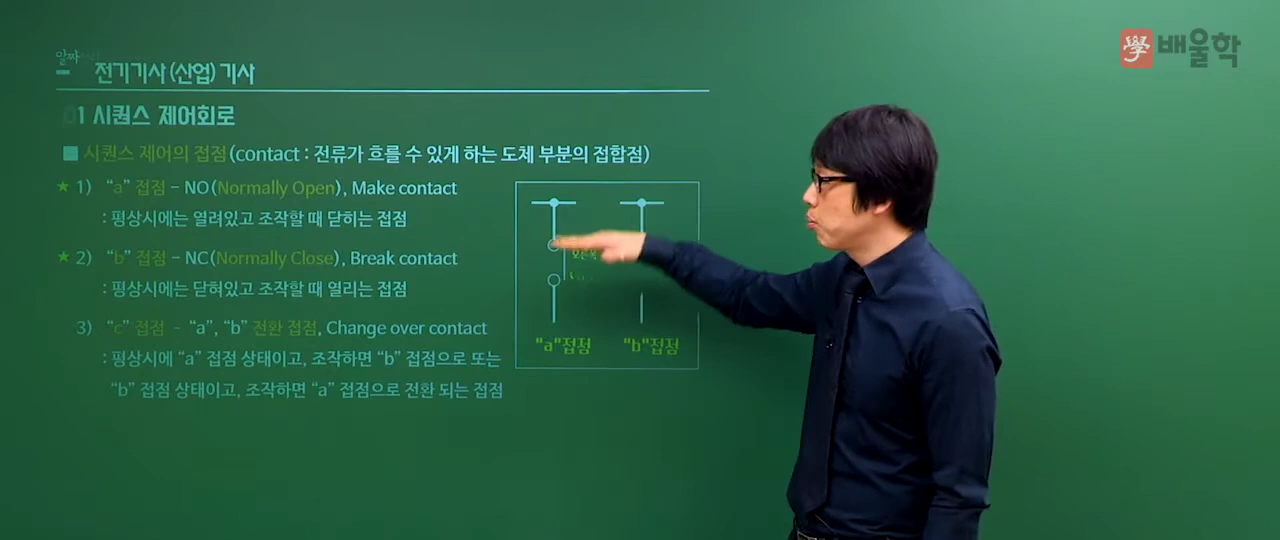 學 배울학
알짜
전기기사(산업)기사
01 시퀀스 제어회로
■ 시퀀스 제어의 접점(contact : 전류가 흐를 수 있게 하는 도체 부분의 접합점)
★ 1) “a” 접점 – NO(Normally Open), Make contact
: 평상시에는 열려있고 조작할 때 닫히는 접점
★ 2) “b” 접점 – NC(Normally Close), Break contact
: 평상시에는 닫혀있고 조작할 때 열리는 접점
3) “c” 접점 – “a”, “b” 전환 접점, Change over contact
: 평상시에 “a” 접점 상태이고, 조작하면 “b” 접점으로 또는
“b” 접점 상태이고, 조작하면 “a” 접점으로 전환 되는 접점
“a”접점 “b”접점